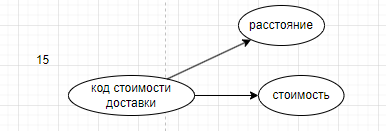 расстояние
15
код стоимости
доставки
стоимость